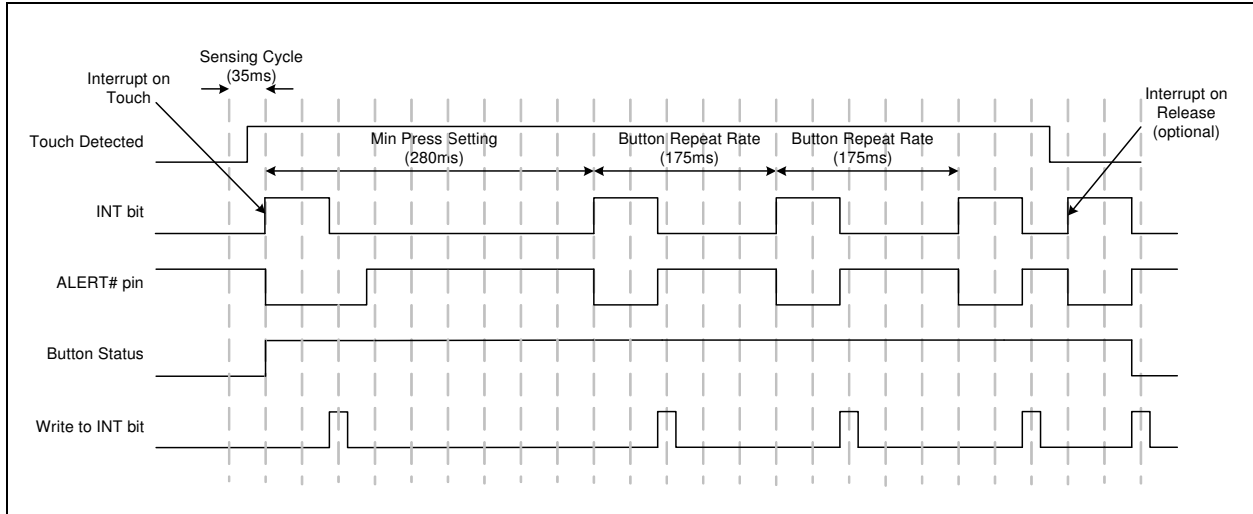 Sensing Cycle
(35ms)
Interrupt on
Touch
Interrupt on
Release
(optional)
Touch Detected
Min Press Setting
(280ms)
Button Repeat Rate
(175ms)
Button Repeat Rate
(175ms)
INT bit
ALERT# pin
Button Status
Write to INT bit